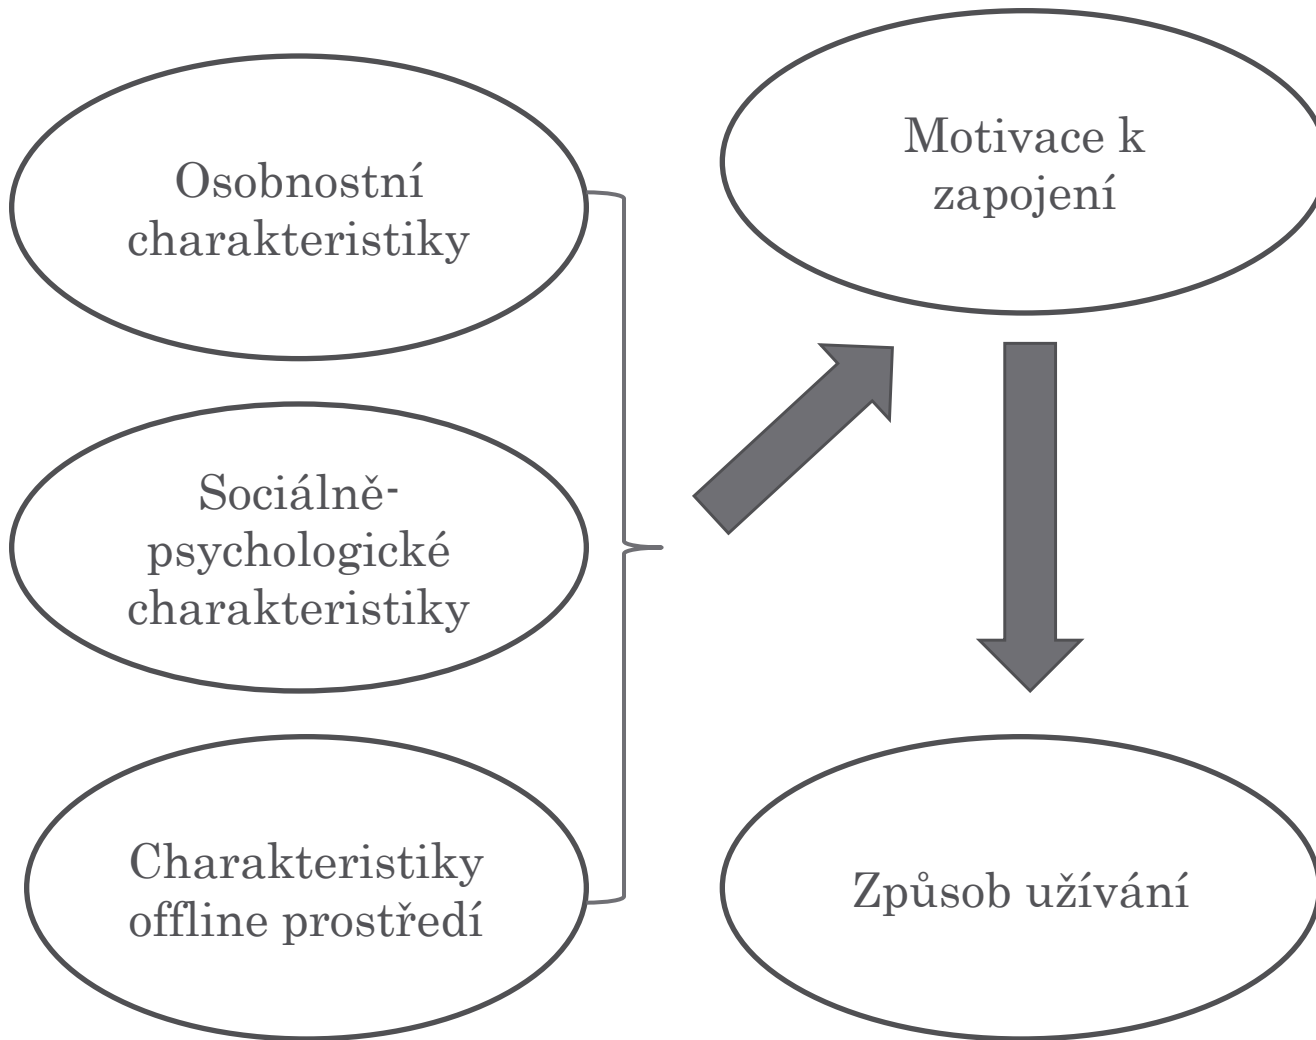 Osobnostní
charakteristiky
Sociálně-
psychologické
charakteristiky
Charakteristiky
offline prostředí
Motivace k
zapojení
Způsob užívání